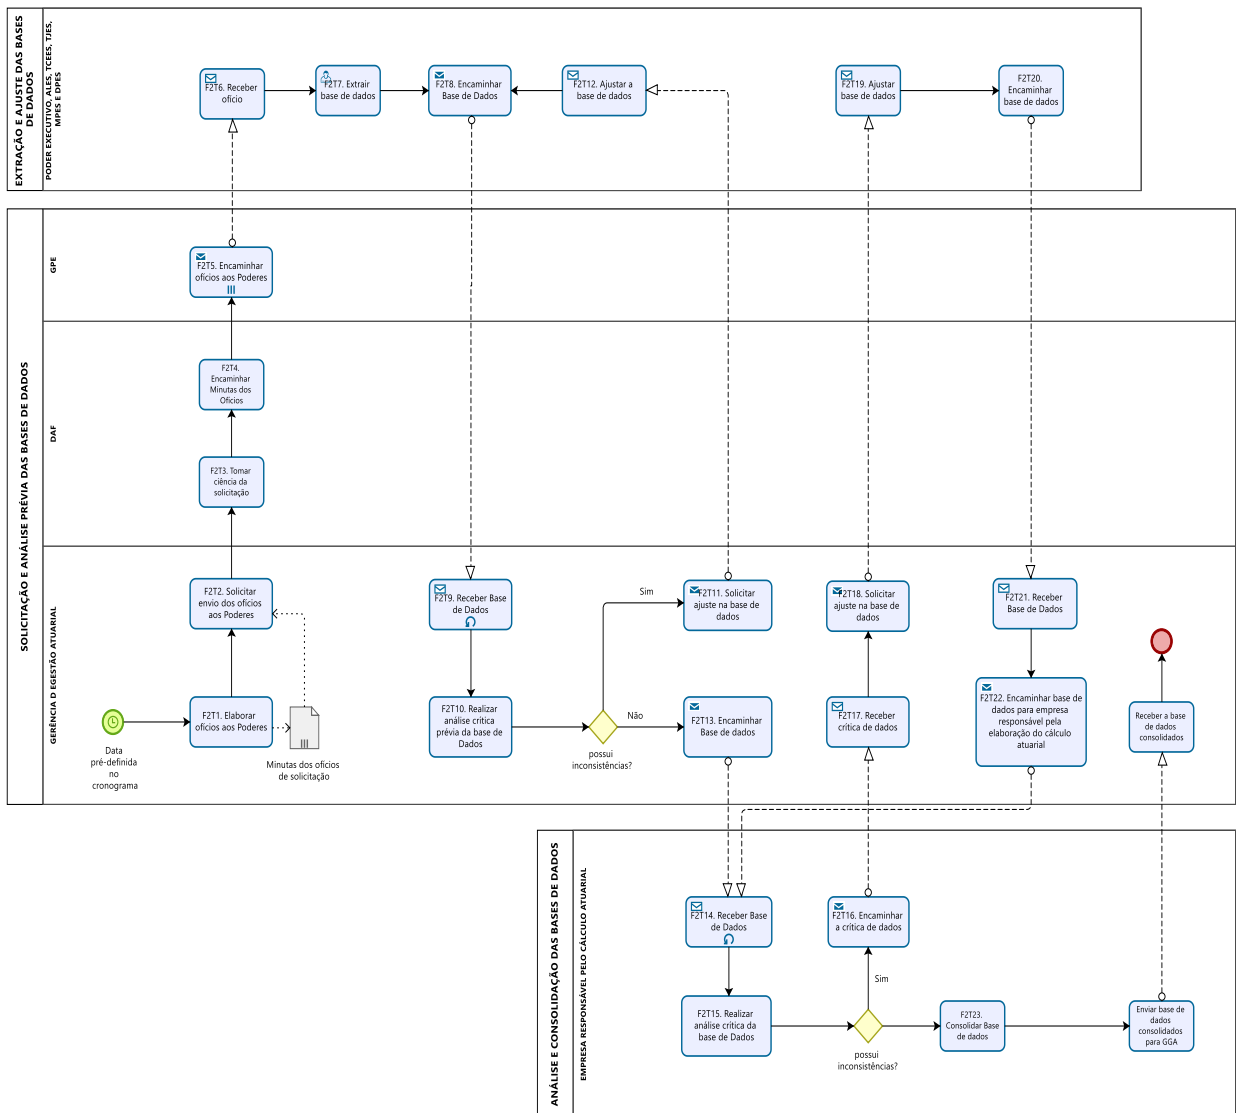 EXTRAÇÃO E AJUSTE DAS BASES
DE DADOS
PODER EXECUTIVO, ALES, TCEES, TJES,
MPES E DPES
F2T6. Receber
ofício
F2T7. Extrair
base de dados
F2T8. Encaminhar
Base de Dados
F2T12. Ajustar a
base de dados
F2T19. Ajustar
base de dados
F2T20.
Encaminhar
base de dados
SOLICITAÇÃO E ANÁLISE PRÉVIA DAS BASES DE DADOS
GPE
F2T5. Encaminhar
ofícios aos Poderes
DAF
F2T4.
Encaminhar
Minutas dos
Ofícios
F2T3. Tomar
ciência da
solicitação
GERÊNCIA D EGESTÃO ATUARIAL
F2T2. Solicitar
envio dos ofícios
aos Poderes
F2T1. Elaborar
ofícios aos Poderes
Data
pré-definida
no
cronograma
Minutas dos ofícios
de solicitação
F2T9. Receber Base
de Dados
F2T10. Realizar
análise crítica
prévia da base de
Dados
possui
inconsistências?
Sim
Não
F2T11. Solicitar
ajuste na base de
dados
F2T13. Encaminhar
Base de dados
F2T18. Solicitar
ajuste na base de
dados
F2T17. Receber
crítica de dados
F2T21. Receber
Base de Dados
F2T22. Encaminhar base de
dados para empresa
responsável pela
elaboração do cálculo
atuarial
Receber a base
de dados
consolidados
ANÁLISE E CONSOLIDAÇÃO DAS BASES DE DADOS
EMPRESA RESPONSÁVEL PELO CÁLCULO ATUARIAL
F2T14. Receber Base
de Dados
F2T15. Realizar
análise crítica da
base de Dados
F2T16. Encaminhar
a crítica de dados
Sim
possui
inconsistências?
F2T23.
Consolidar Base
de dados
Enviar base de
dados
consolidados
para GGA